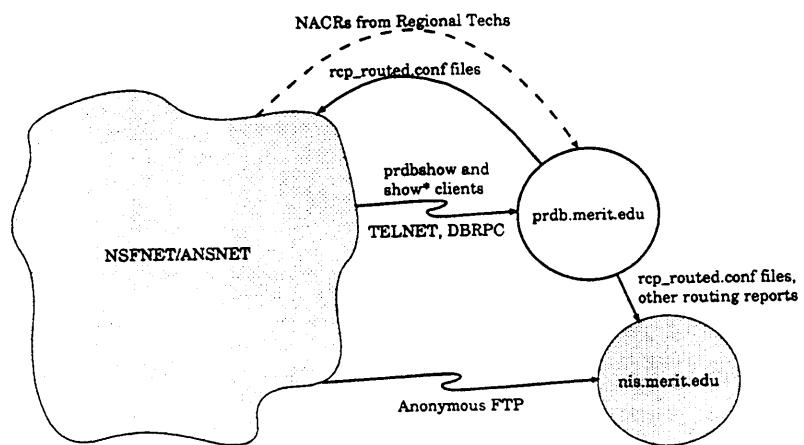 NACRs from Regional Techs
rcp_routed.conf files
prdbshow and
show* clients
TELNET, DBRPC
prdb.merit.edu
NSFNET/ANSNET
rcp_routed.conf files,
other routing reports
nis.merit.edu
Anonymous FTP